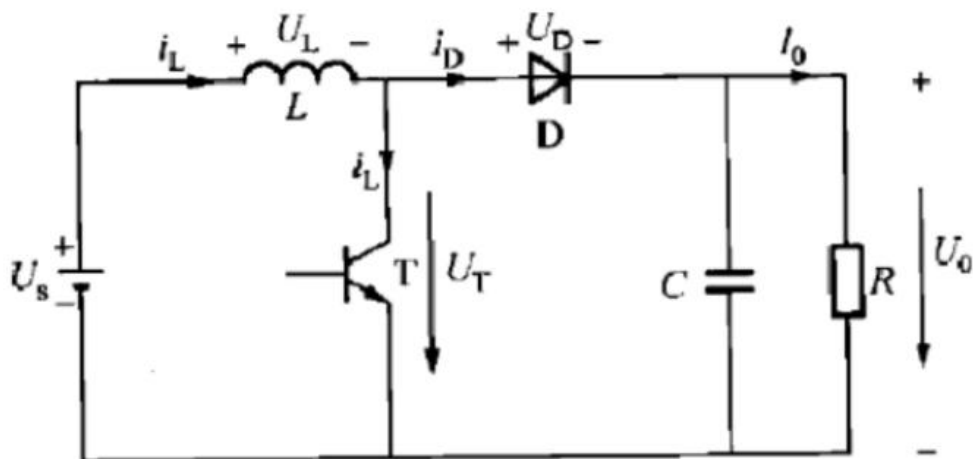 i_L + U_L - i_D + U_D - I_0
L D +
i_L
+ U_s - T U_T C R U_0
-